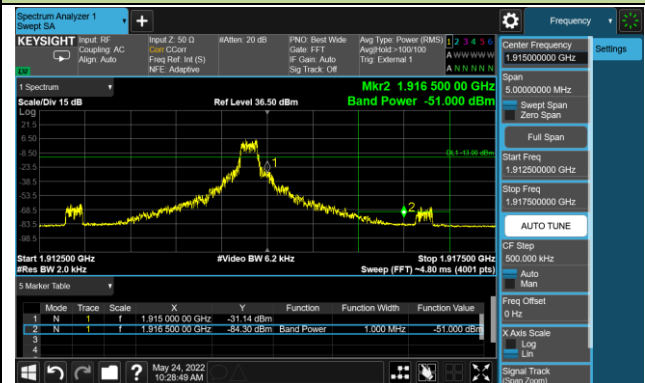 Spectrum Analyzer 1
Swept SA
+
Frequency
KEYSIGHT
Input: RF
Coupling: AC
Align: Auto
Input Z: 50 Ω
Corr CCorr
Freq Ref: Int (S)
NFE: Adaptive
#Atten: 20 dB
PNO: Best Wide
Gate: FFT
IF Gain: Auto
Sig Track: Off
Avg Type: Power (RMS)
Avg|Hold:>100/100
Trig: External 1
1 2 3 4 5 6
A W W W W W
A N N N N N
LXI
1 Spectrum
Scale/Div 15 dB
Ref Level 36.50 dBm
Mkr2 1.916 500 00 GHz
Band Power -51.000 dBm
Log
21.5
6.50
-8.50
-23.5
-38.5
-53.5
-68.5
-83.5
-98.5
DL1 -13.00 dBm
1
2
Start 1.912500 GHz
#Res BW 2.0 kHz
#Video BW 6.2 kHz
Stop 1.917500 GHz
Sweep (FFT) ~4.80 ms (4001 pts)
5 Marker Table
Mode Trace Scale X Y Function Function Width Function Value
1 N 1 f 1.915 000 00 GHz -31.14 dBm
2 N 1 f 1.916 500 00 GHz -84.30 dBm Band Power 1.000 MHz -51.000 dBm
3
4
?
May 24, 2022
10:28:49 AM
Center Frequency
1.915000000 GHz
Settings
Span
5.00000000 MHz
Swept Span
Zero Span
Full Span
Start Freq
1.912500000 GHz
Stop Freq
1.917500000 GHz
AUTO TUNE
CF Step
500.000 kHz
Auto
Man
Freq Offset
0 Hz
X Axis Scale
Log
Lin
Signal Track
(Span Zoom)